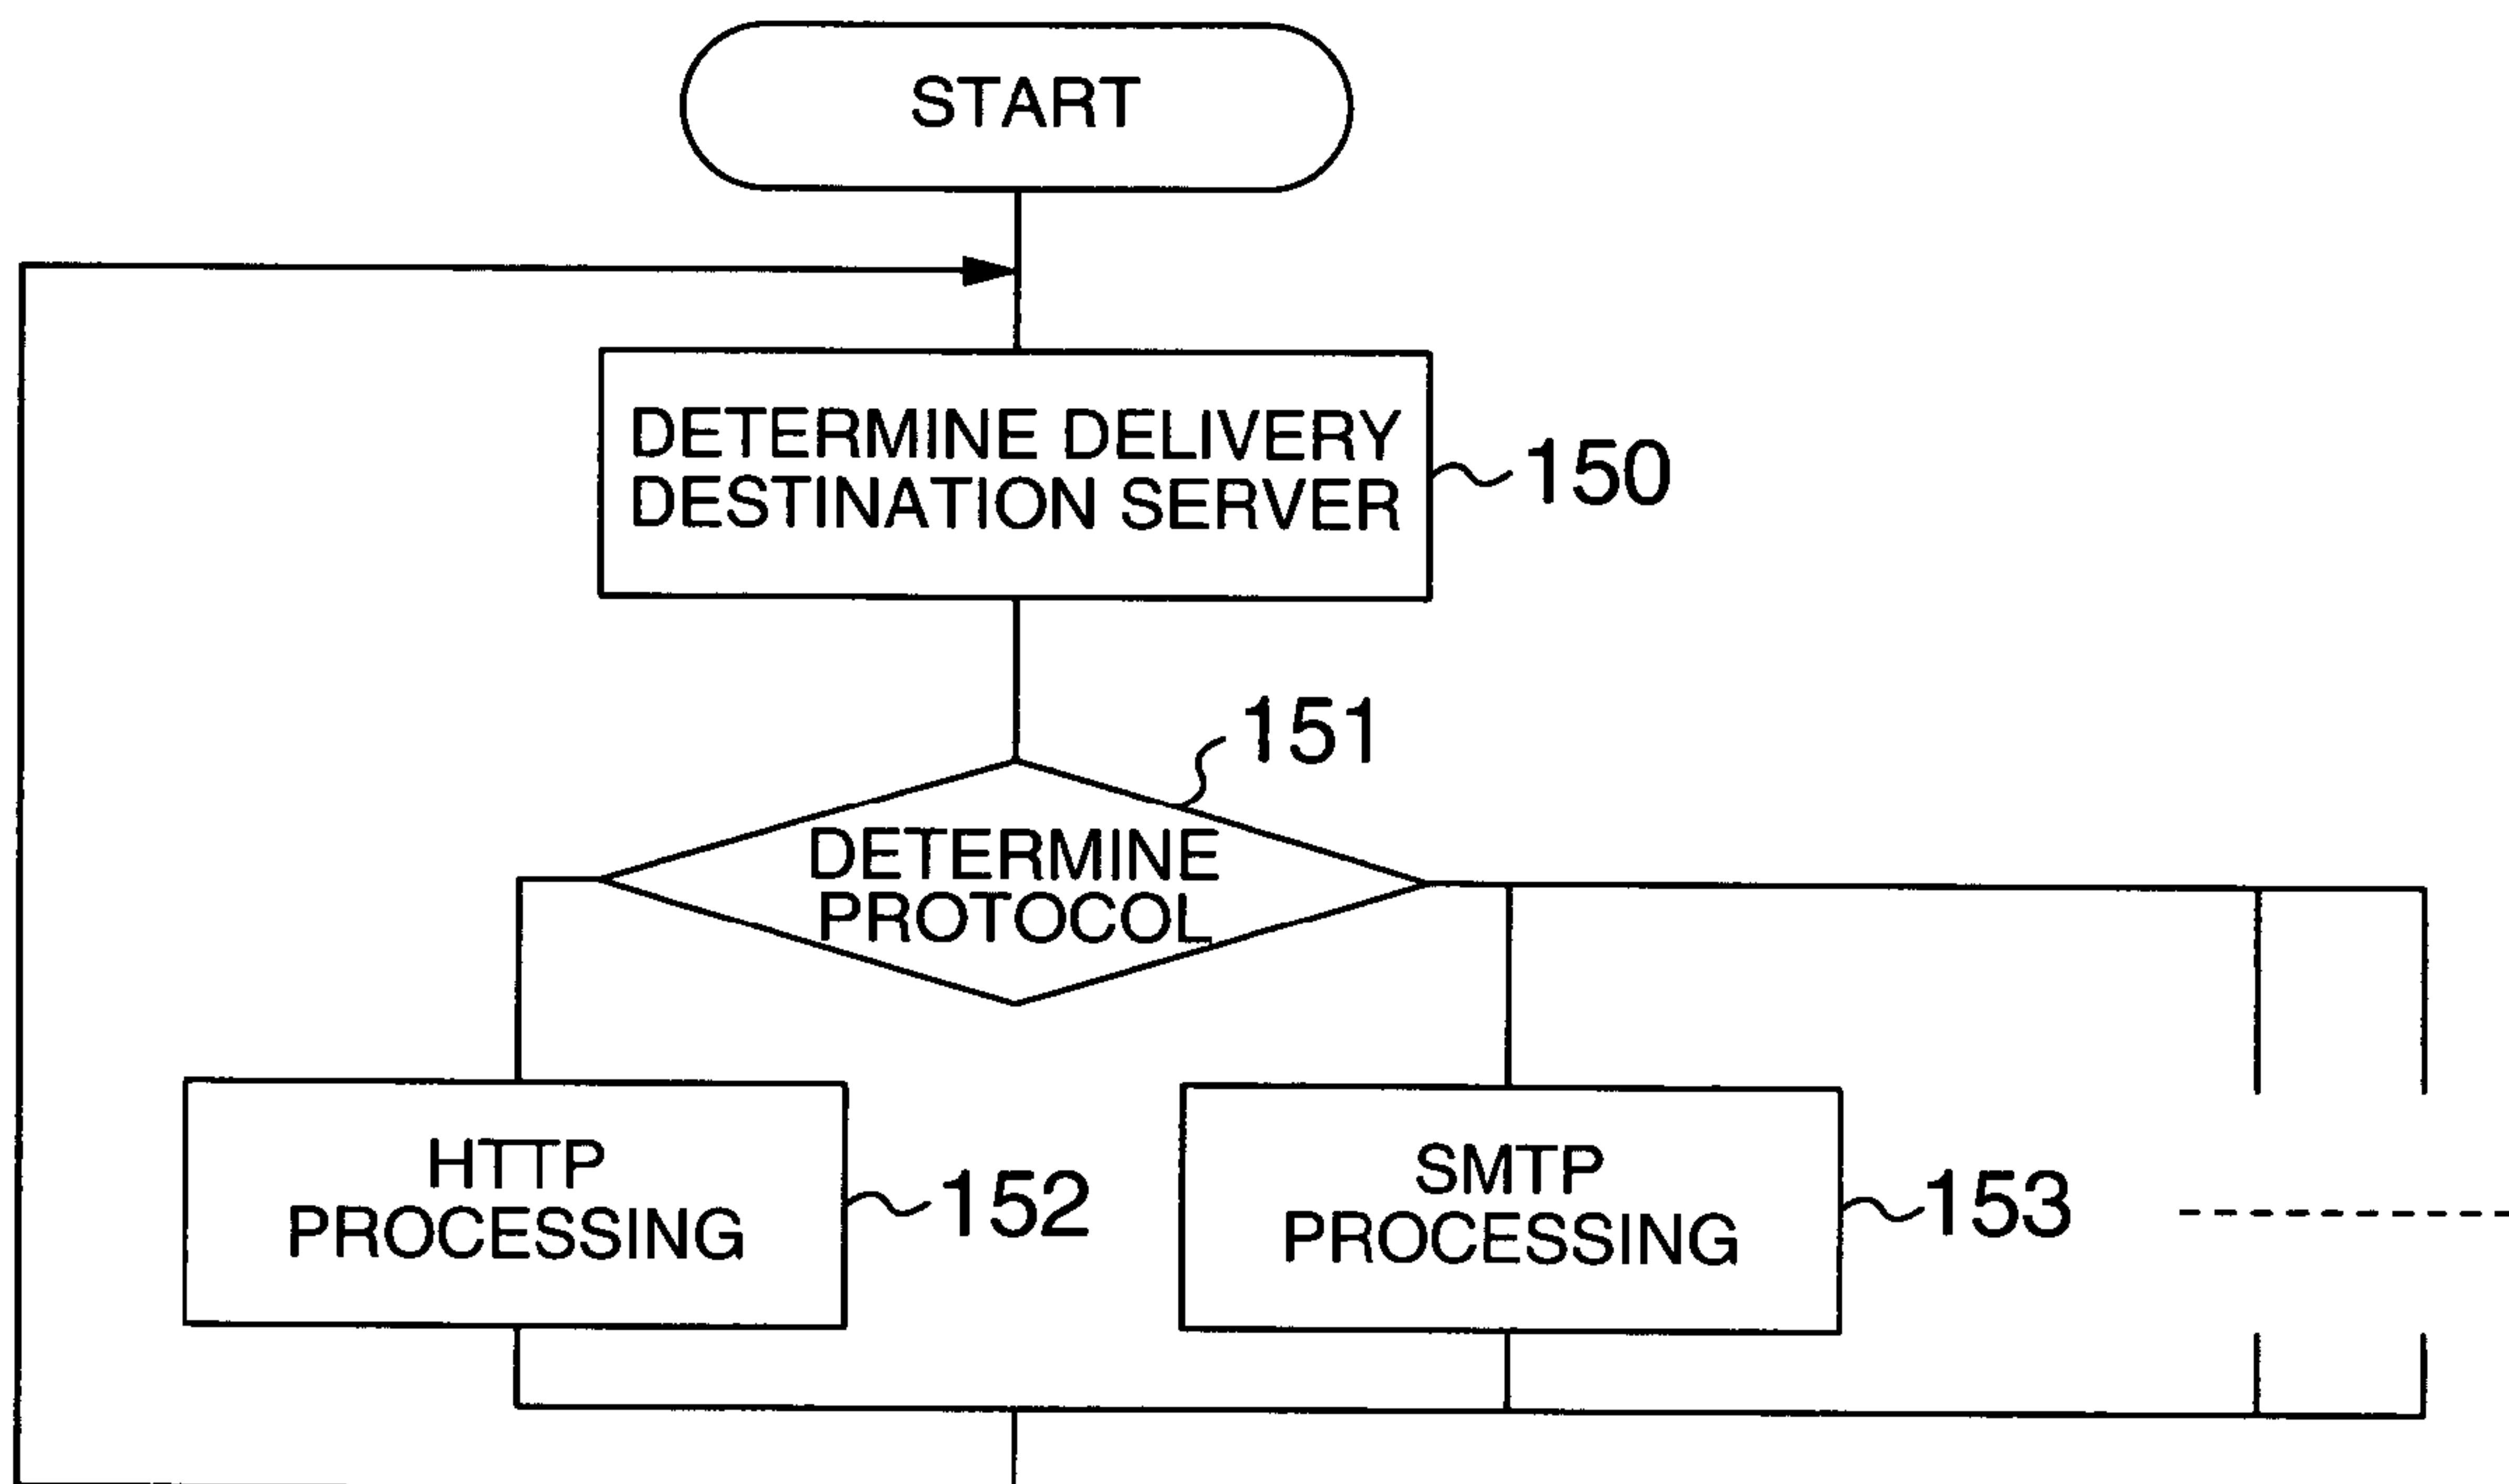 START
DETERMINE DELIVERY
DESTINATION SERVER
150
151
DETERMINE
PROTOCOL
HTTP
PROCESSING
152
SMTP
PROCESSING
153